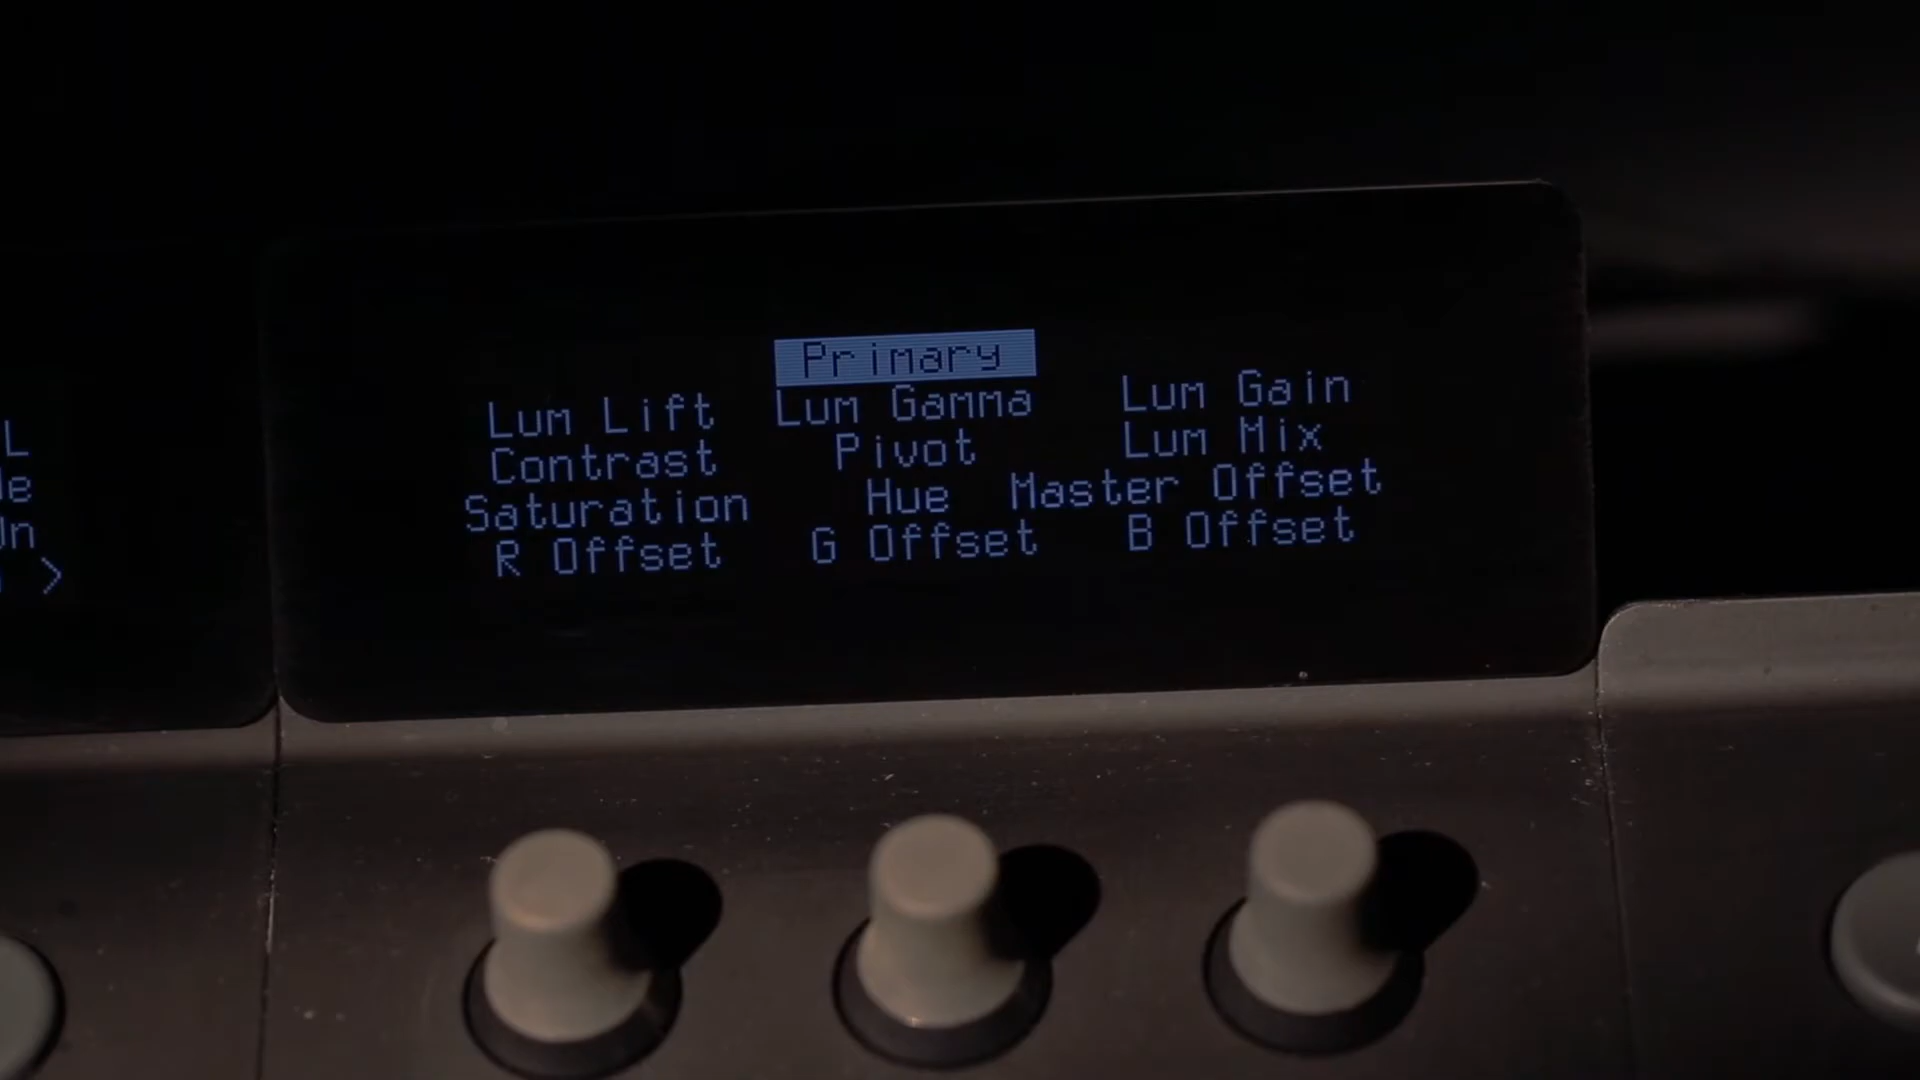 Primary
Lum Lift Lum Gamma Lum Gain
Contrast Pivot Lum Mix
Saturation Hue Master Offset
R Offset G Offset B Offset
L
e
n
>